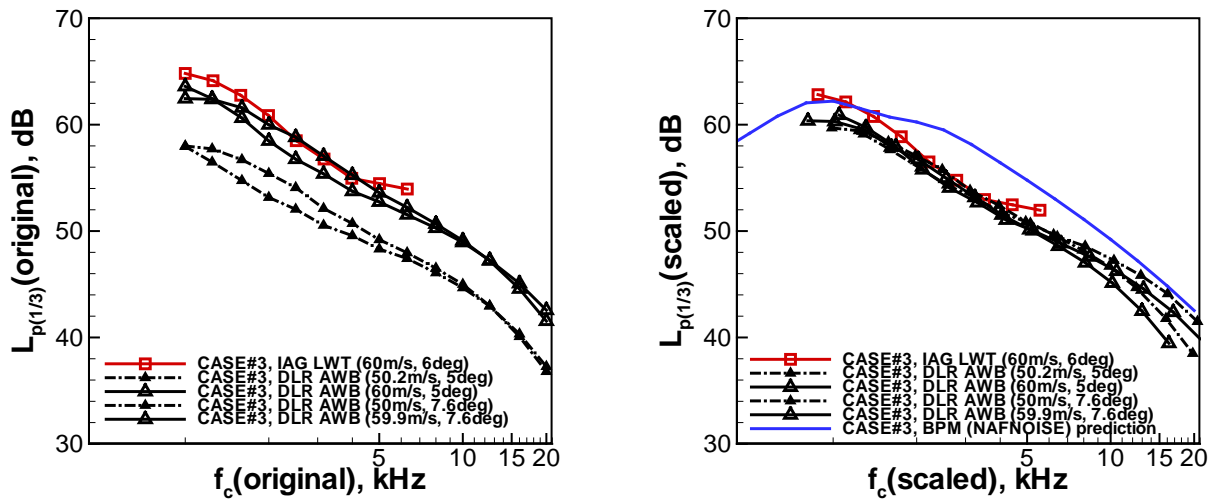 70
60
50
40
30
L_p(1/3)(original), dB
CASE#3, IAG LWT (60m/s, 6deg)
CASE#3, DLR AWB (50.2m/s, 5deg)
CASE#3, DLR AWB (60m/s, 5deg)
CASE#3, DLR AWB (50m/s, 7.6deg)
CASE#3, DLR AWB (59.9m/s, 7.6deg)
5 10 15 20
f_c(original), kHz
70
60
50
40
30
L_p(1/3)(scaled), dB
CASE#3, IAG LWT (60m/s, 6deg)
CASE#3, DLR AWB (50.2m/s, 5deg)
CASE#3, DLR AWB (60m/s, 5deg)
CASE#3, DLR AWB (50m/s, 7.6deg)
CASE#3, DLR AWB (59.9m/s, 7.6deg)
CASE#3, BPM (NAFNOISE) prediction
5 10 15 20
f_c(scaled), kHz